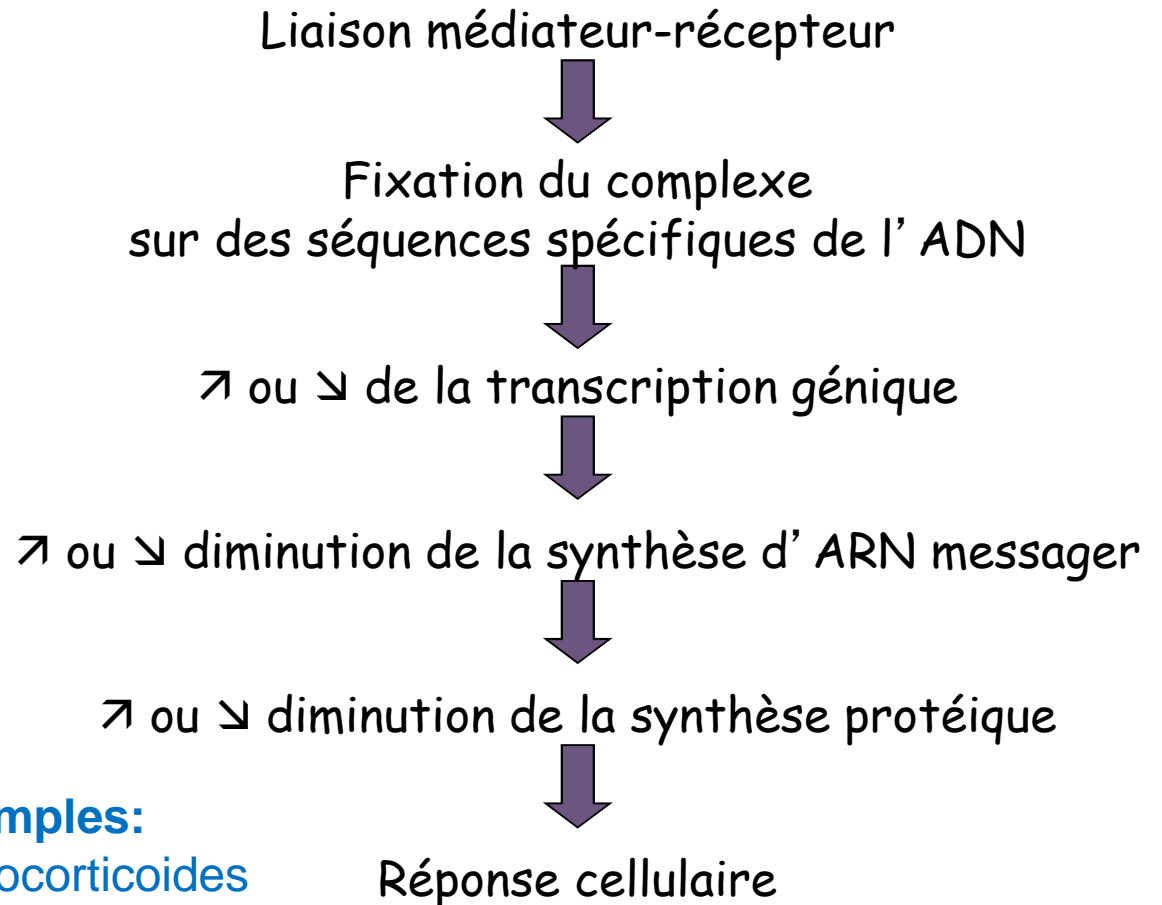 Liaison médiateur-récepteur
Fixation du complexe
sur des séquences spécifiques de l’ADN
↗ ou ↘ de la transcription génique
↗ ou ↘ diminution de la synthèse d’ARN messager
↗ ou ↘ diminution de la synthèse protéique
mples:
ocorticoides
Réponse cellulaire